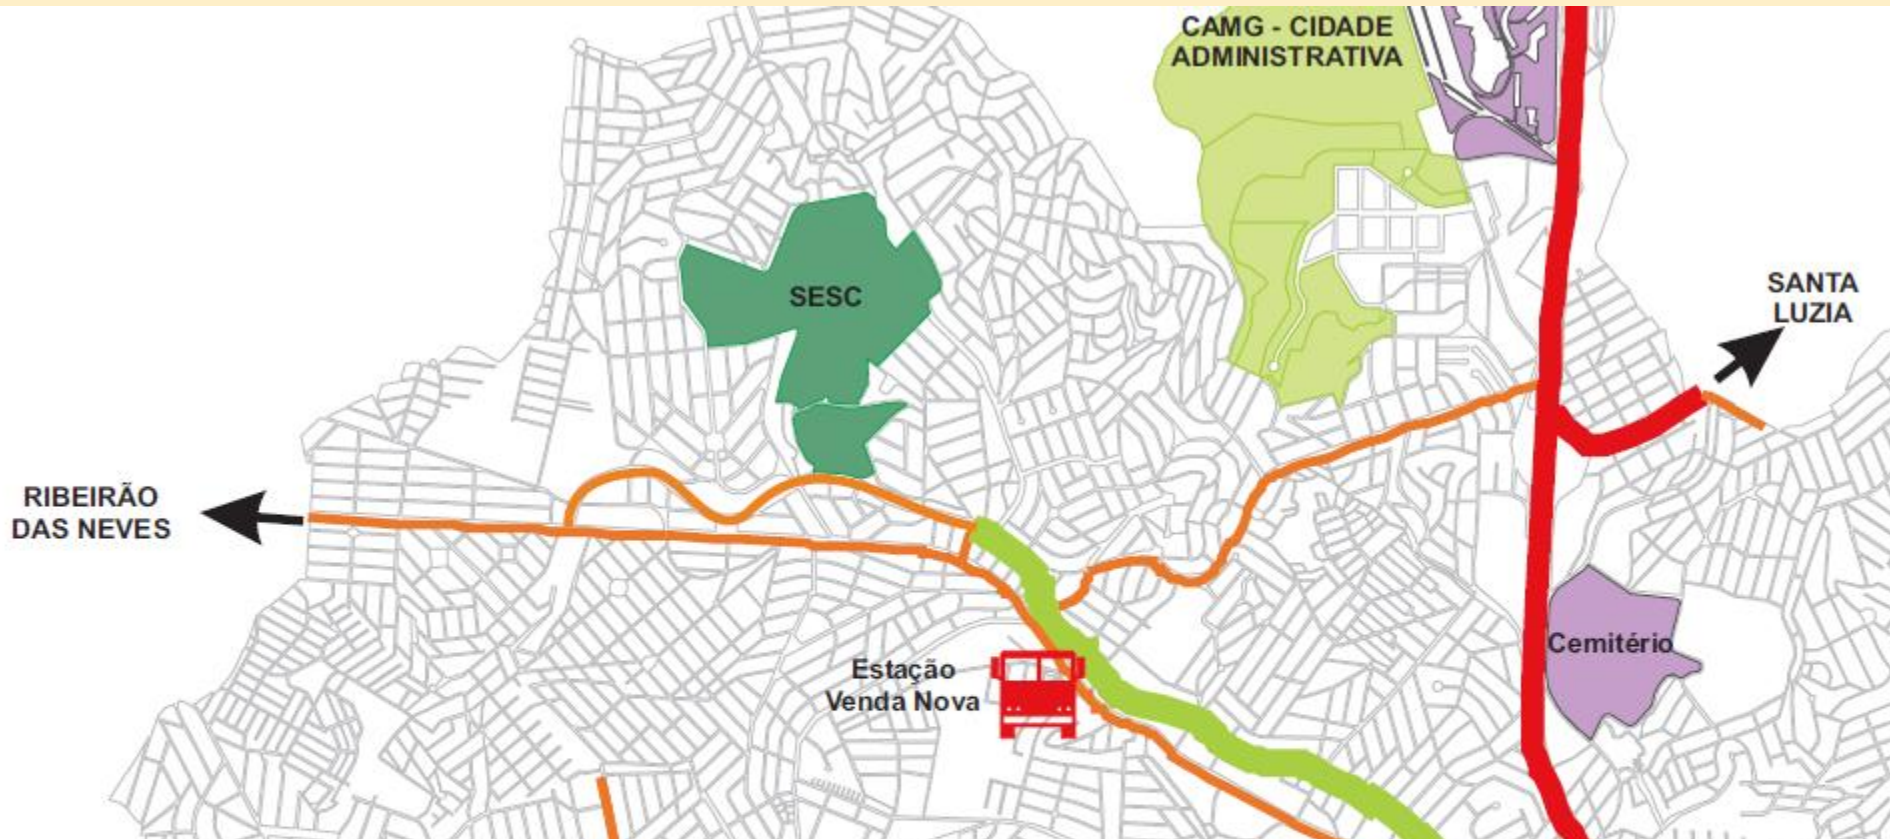 CAMG - CIDADE
ADMINISTRATIVA
SESC
SANTA
LUZIA
RIBEIRÃO
DAS NEVES
Estação
Venda Nova
Cemitério